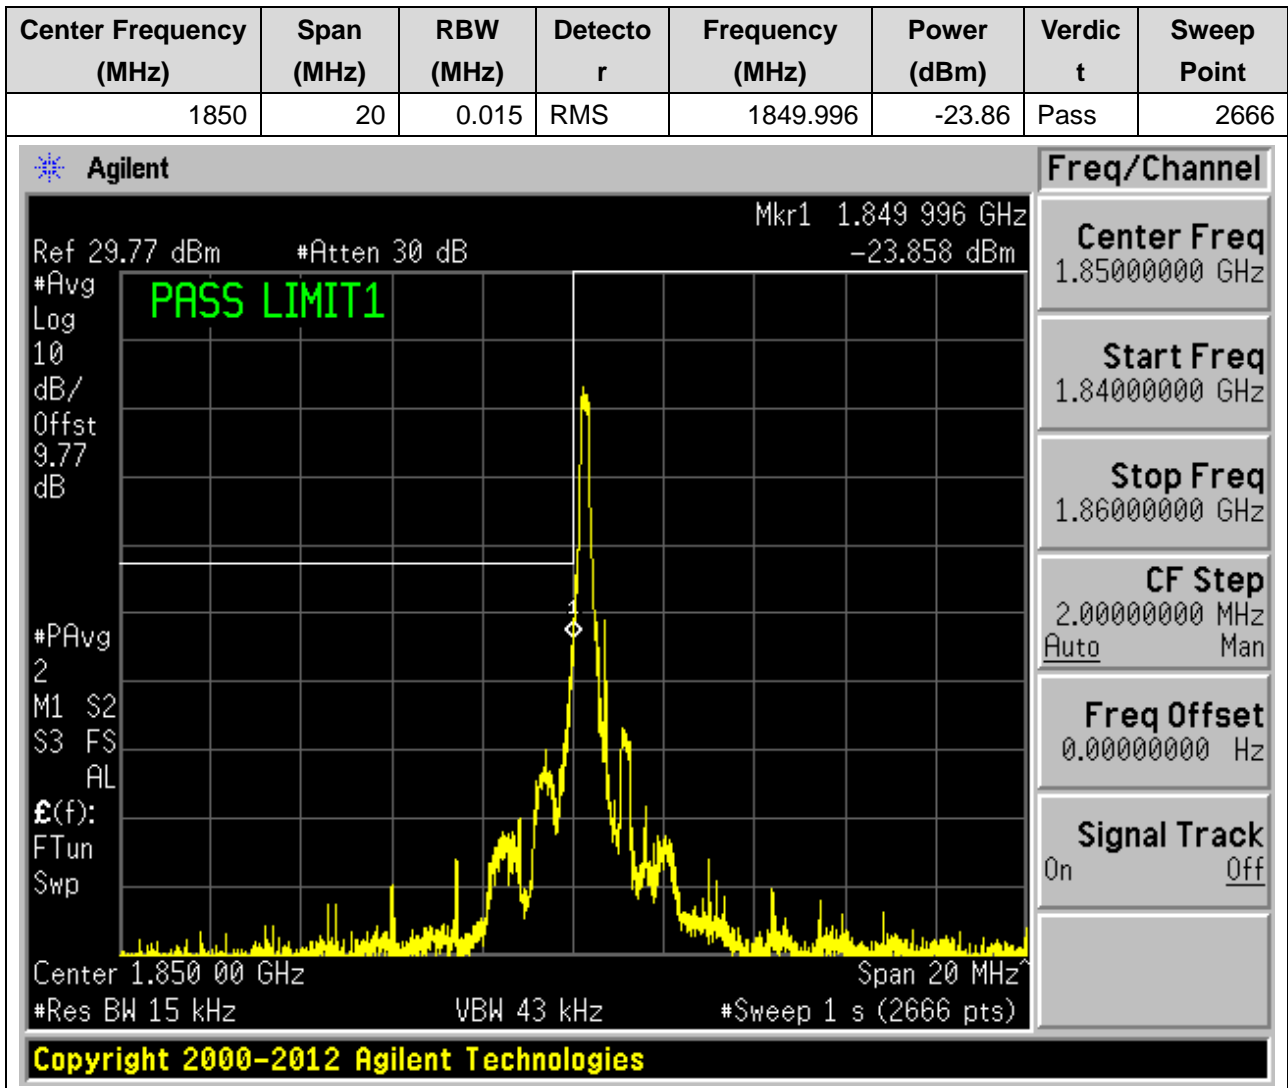 Center Frequency (MHz) Span (MHz) RBW (MHz) Detecto r Frequency (MHz) Power (dBm) Verdic t Sweep Point
1850 20 0.015 RMS 1849.996 -23.86 Pass 2666
Agilent
Freq/Channel
Mkr1 1.849 996 GHz
Ref 29.77 dBm #Atten 30 dB -23.858 dBm
#Avg
Log
10
dB/
Offst
9.77
dB
PASS LIMIT1
1
#PAvg
2
M1 S2
S3 FS
AL
£(f):
FTun
Swp
Center 1.850 00 GHz Span 20 MHz^
#Res BW 15 kHz VBW 43 kHz #Sweep 1 s (2666 pts)
Center Freq
1.85000000 GHz
Start Freq
1.84000000 GHz
Stop Freq
1.86000000 GHz
CF Step
2.00000000 MHz
Auto Man
Freq Offset
0.00000000 Hz
Signal Track
On Off
Copyright 2000-2012 Agilent Technologies